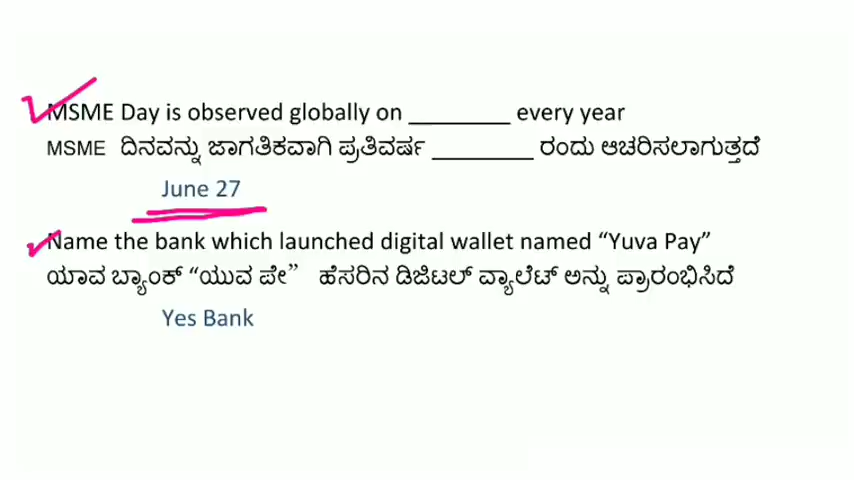 MSME Day is observed globally on ________ every year
MSME ದಿನವನ್ನು ಜಾಗತಿಕವಾಗಿ ಪ್ರತಿವರ್ಷ ________ ರಂದು ಆಚರಿಸಲಾಗುತ್ತದೆ
June 27
Name the bank which launched digital wallet named “Yuva Pay”
ಯಾವ ಬ್ಯಾಂಕ್ “ಯುವ ಪೇ” ಹೆಸರಿನ ಡಿಜಿಟಲ್ ವ್ಯಾಲೆಟ್ ಅನ್ನು ಪ್ರಾರಂಭಿಸಿದೆ
Yes Bank